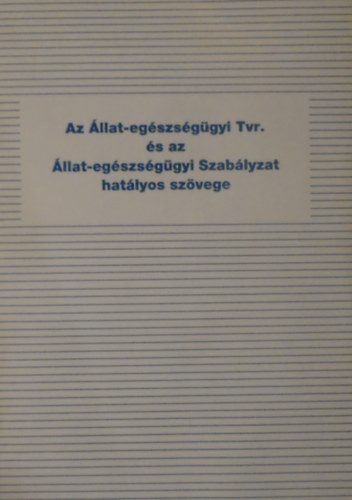 Az Állat-egészségügyi Tvr.
és az
Állat-egészségügyi Szabályzat
hatályos szövege